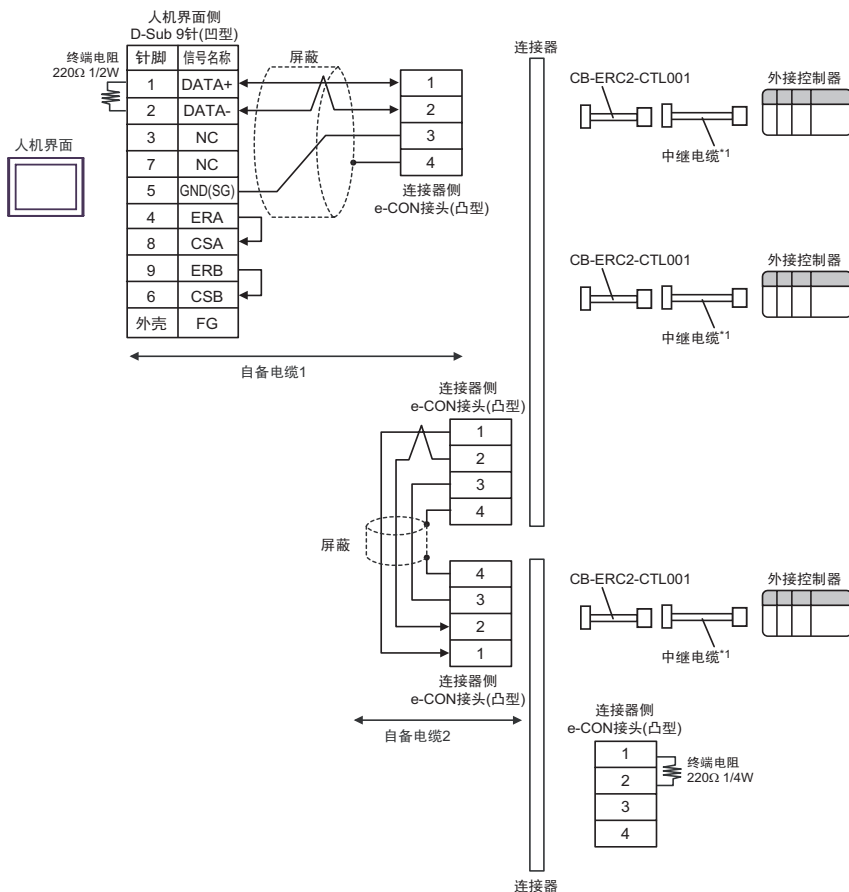 人机界面侧
D-Sub 9针(凹型)
终端电阻
220Ω 1/2W
针脚 信号名称
1 DATA+
2 DATA-
3 NC
7 NC
5 GND(SG)
4 ERA
8 CSA
9 ERB
6 CSB
外壳 FG
人机界面
屏蔽
1
2
3
4
连接器侧
e-CON接头(凸型)
自备电缆1
连接器
CB-ERC2-CTL001
中继电缆*1
外接控制器
CB-ERC2-CTL001
中继电缆*1
外接控制器
连接器侧
e-CON接头(凸型)
1
2
3
4
屏蔽
4
3
2
1
连接器侧
e-CON接头(凸型)
自备电缆2
CB-ERC2-CTL001
中继电缆*1
外接控制器
连接器侧
e-CON接头(凸型)
1
2
3
4
终端电阻
220Ω 1/4W
连接器